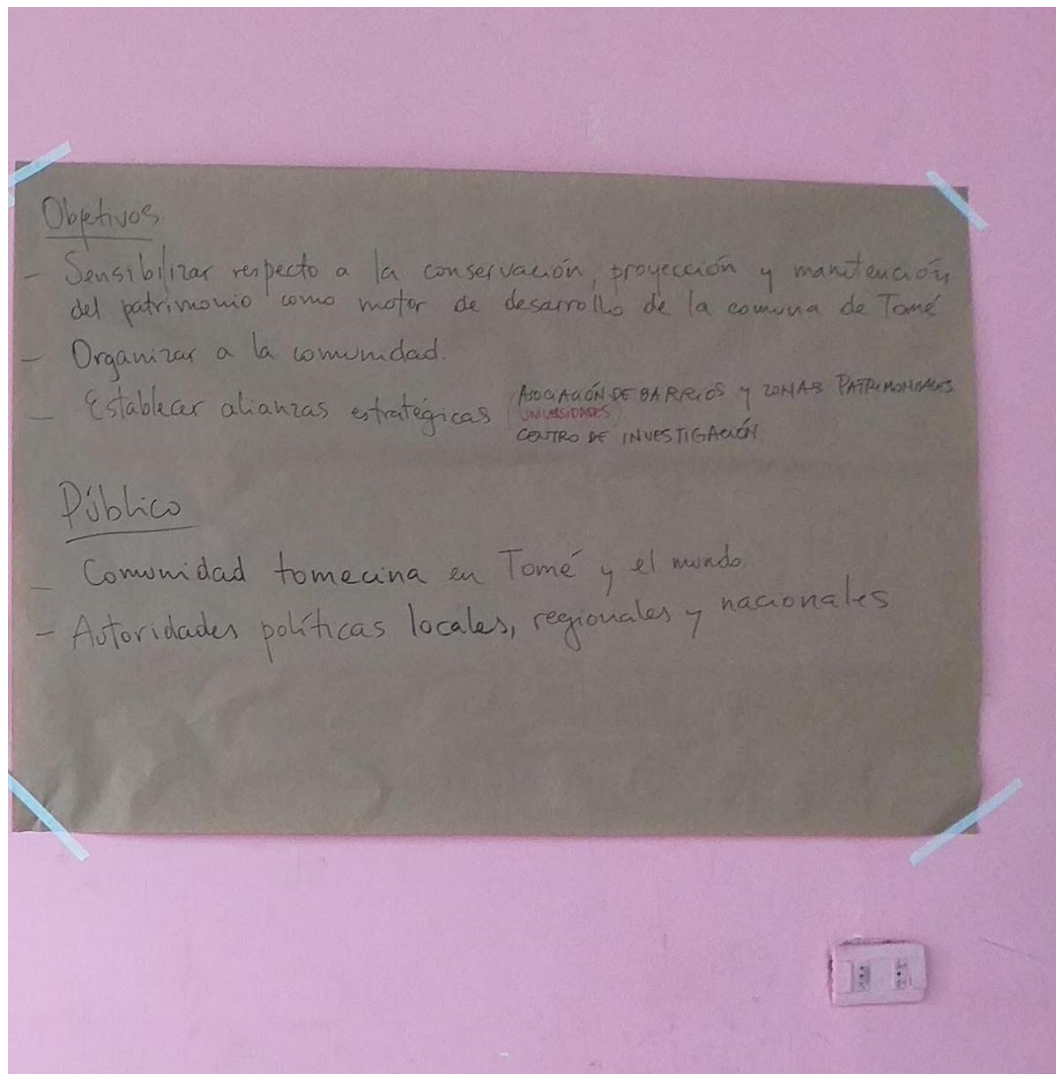 Objetivos.
- Sensibilizar respecto a la conservación, proyección y manteción
del patrimonio como motor de desarrollo de la comuna de Tomé
- Organizar a la comunidad.
- Establecer alianzas estratégicas
ASOCIACIÓN DE BARRIOS y ZONAS PATRIMONIALES
UNIVERSIDADES
CENTRO DE INVESTIGACIÓN.
Público
- Comunidad tomecina en Tomé y el mundo
- Autoridades políticas locales, regionales y nacionales